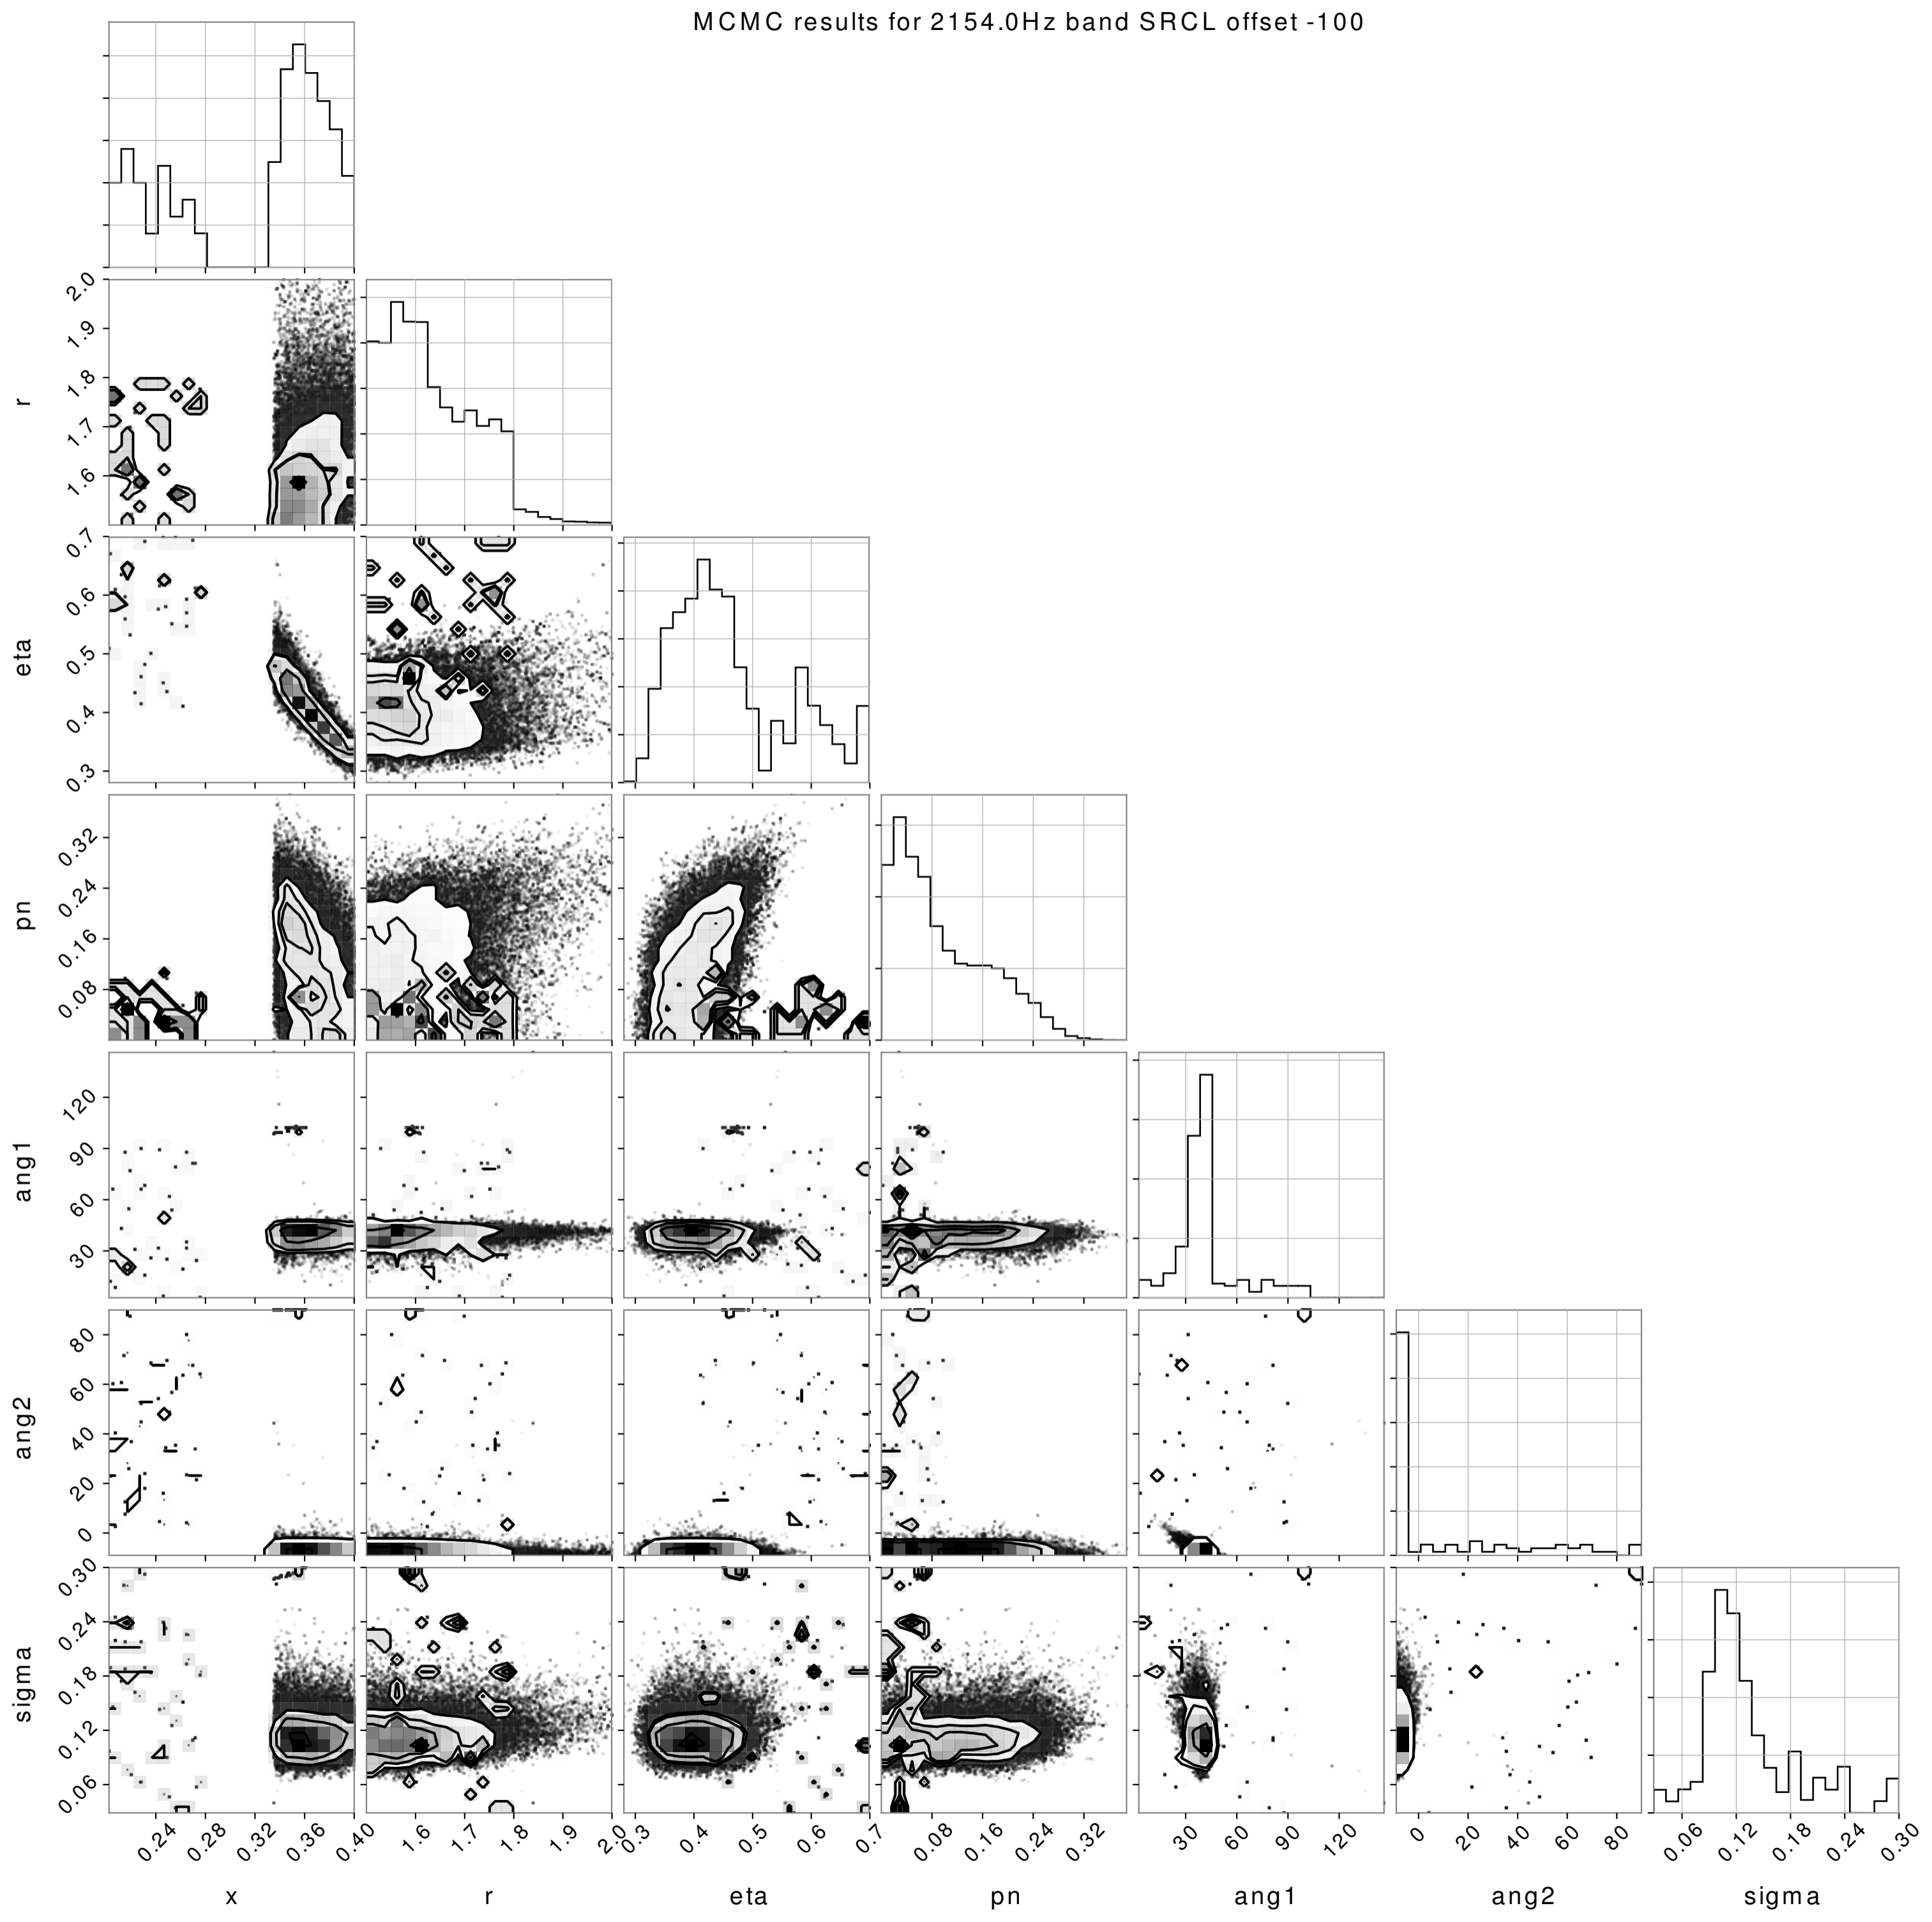 MCMC results for 2154.0Hz band SRCL offset -100
r
2.0
1.9
1.8
1.7
1.6
eta
0.7
0.6
0.5
0.4
0.3
pn
0.32
0.24
0.16
0.08
ang1
120
90
60
30
ang2
80
60
40
20
0
sigma
0.30
0.24
0.18
0.12
0.06
0.24 0.28 0.32 0.36 0.40
1.6 1.7 1.8 1.9 2.0
0.3 0.4 0.5 0.6 0.7
0.08 0.16 0.24 0.32
30 60 90 120
0 20 40 60 80
0.06 0.12 0.18 0.24 0.30
x r eta pn ang1 ang2 sigma